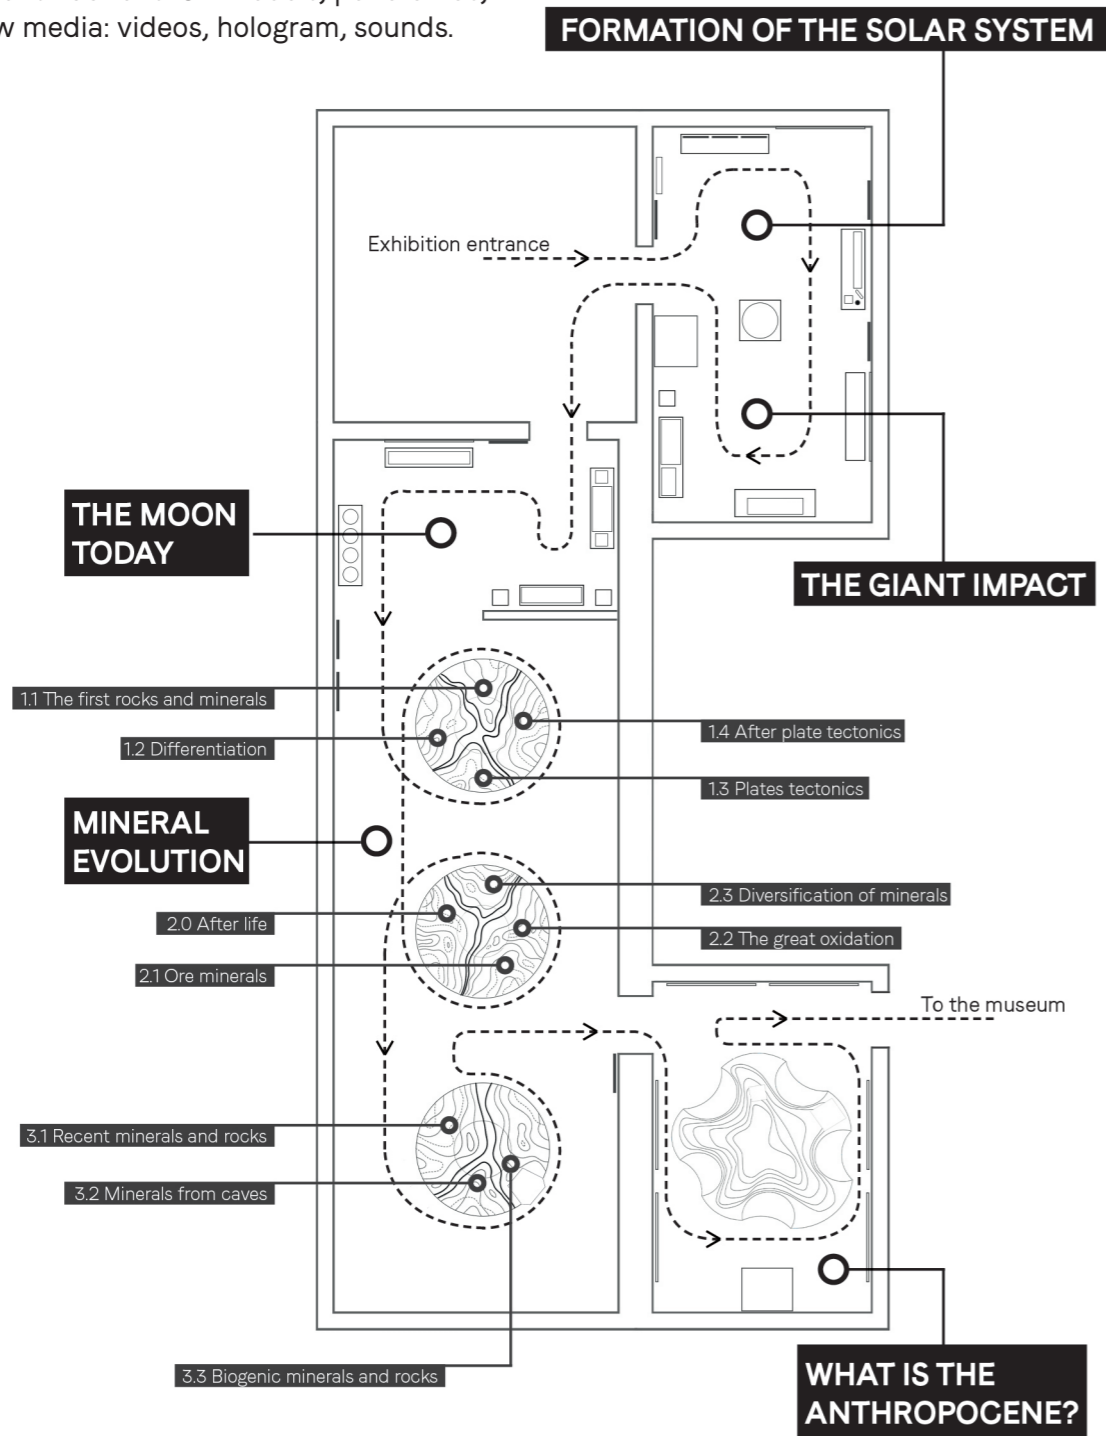 w media: videos, hologram, sounds.
FORMATION OF THE SOLAR SYSTEM
Exhibition entrance
THE MOON
TODAY
THE GIANT IMPACT
1.1 The first rocks and minerals
1.2 Differentiation
1.4 After plate tectonics
1.3 Plates tectonics
MINERAL
EVOLUTION
2.0 After life
2.1 Ore minerals
2.3 Diversification of minerals
2.2 The great oxidation
To the museum
3.1 Recent minerals and rocks
3.2 Minerals from caves
3.3 Biogenic minerals and rocks
WHAT IS THE
ANTHROPOCENE?